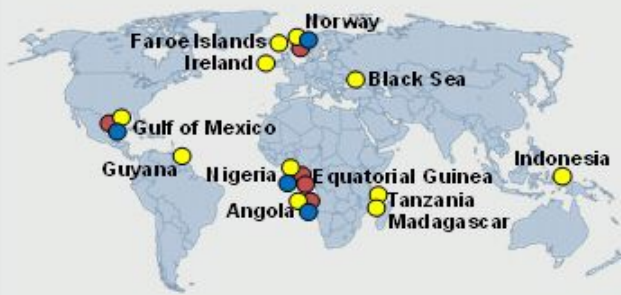 Norway
Faroe Islands
Ireland
Black Sea
Gulf of Mexico
Guyana
Nigeria
Equatorial Guinea
Indonesia
Angola
Tanzania
Madagascar